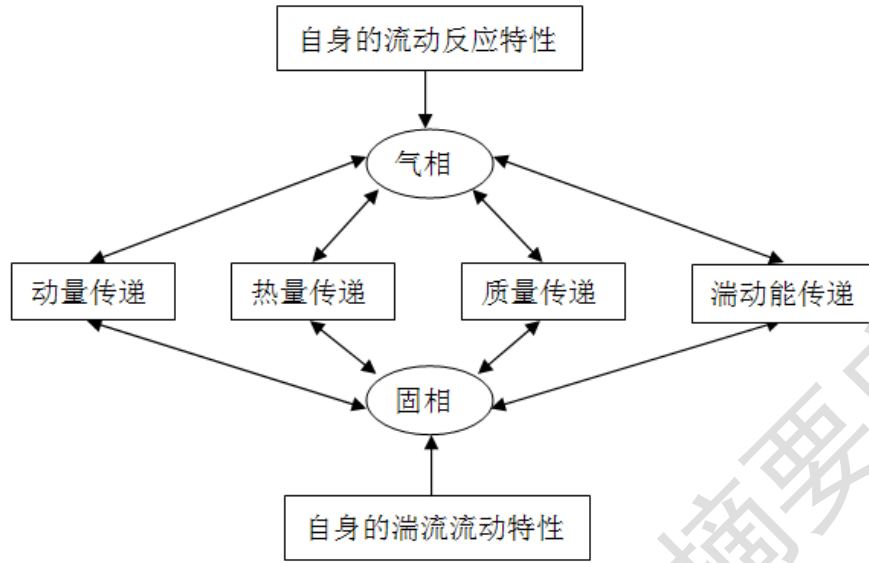 自身的流动反应特性
气相
动量传递
热量传递
质量传递
湍动能传递
固相
自身的湍流流动特性
摘要